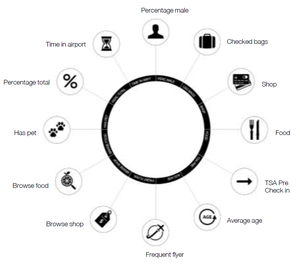 Percentage male
Checked bags
Shop
Food
TSA Pre
Check in
Average age
AGE
Frequent flyer
Browse shop
Browse food
Has pet
Percentage total
%
Time in airport